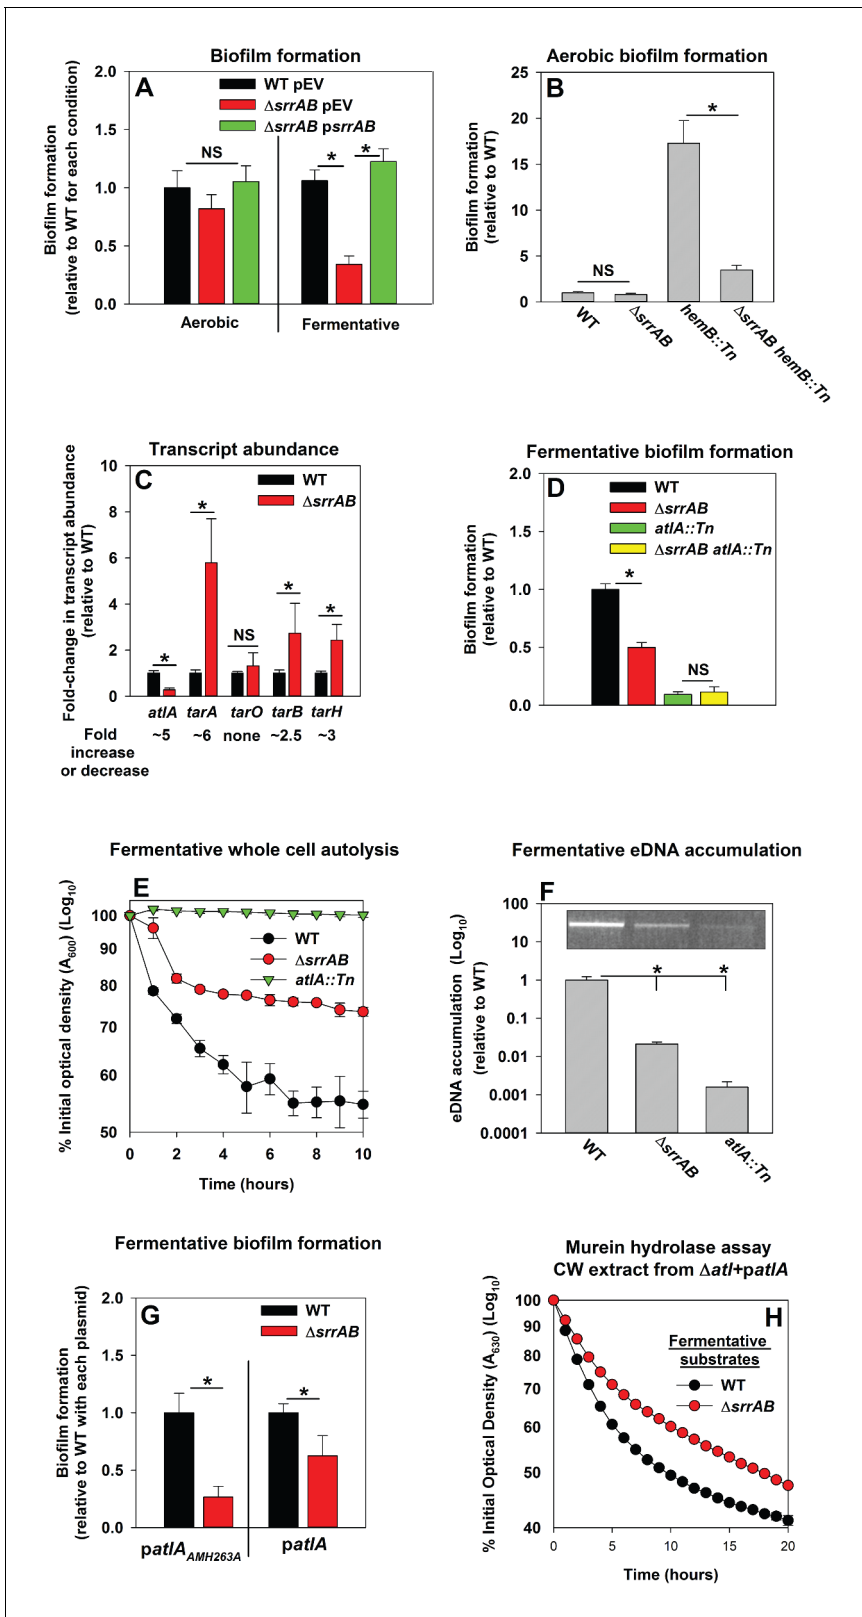 Biofilm formation
A
WT pEV
ΔsrrAB pEV
ΔsrrAB psrrAB
Biofilm formation
(relative to WT for each condition)
2.0
1.5
1.0
0.5
0.0
NS
*
*
Aerobic
Fermentative
Aerobic biofilm formation
B
Biofilm formation
(relative to WT)
25
20
15
10
5
0
NS
*
WT
ΔsrrAB
hemB::Tn
ΔsrrAB hemB::Tn
Transcript abundance
C
WT
ΔsrrAB
Fold-change in transcript abundance
(relative to WT)
10
8
6
4
2
0
*
*
NS
*
*
atlA tarA tarO tarB tarH
Fold
increase
or decrease
~5 ~6 none ~2.5 ~3
Fermentative biofilm formation
D
WT
ΔsrrAB
atlA::Tn
ΔsrrAB atlA::Tn
Biofilm formation
(relative to WT)
2.0
1.5
1.0
0.5
0.0
*
NS
Fermentative whole cell autolysis
E
WT
ΔsrrAB
atlA::Tn
% Initial optical density (A600) (Log10)
100
90
80
70
60
50
0 2 4 6 8 10
Time (hours)
Fermentative eDNA accumulation
F
eDNA accumulation (Log10)
(relative to WT)
100
10
1
0.1
0.01
0.001
0.0001
*
*
WT
ΔsrrAB
atlA::Tn
Fermentative biofilm formation
G
WT
ΔsrrAB
Biofilm formation
(relative to WT with each plasmid)
2.0
1.5
1.0
0.5
0.0
*
*
patlAAMH263A
patlA
Murein hydrolase assay
CW extract from Δatl+patlA
H
Fermentative
substrates
WT
ΔsrrAB
% Initial Optical Density (A630) (Log10)
100
90
80
70
60
50
40
0 5 10 15 20
Time (hours)